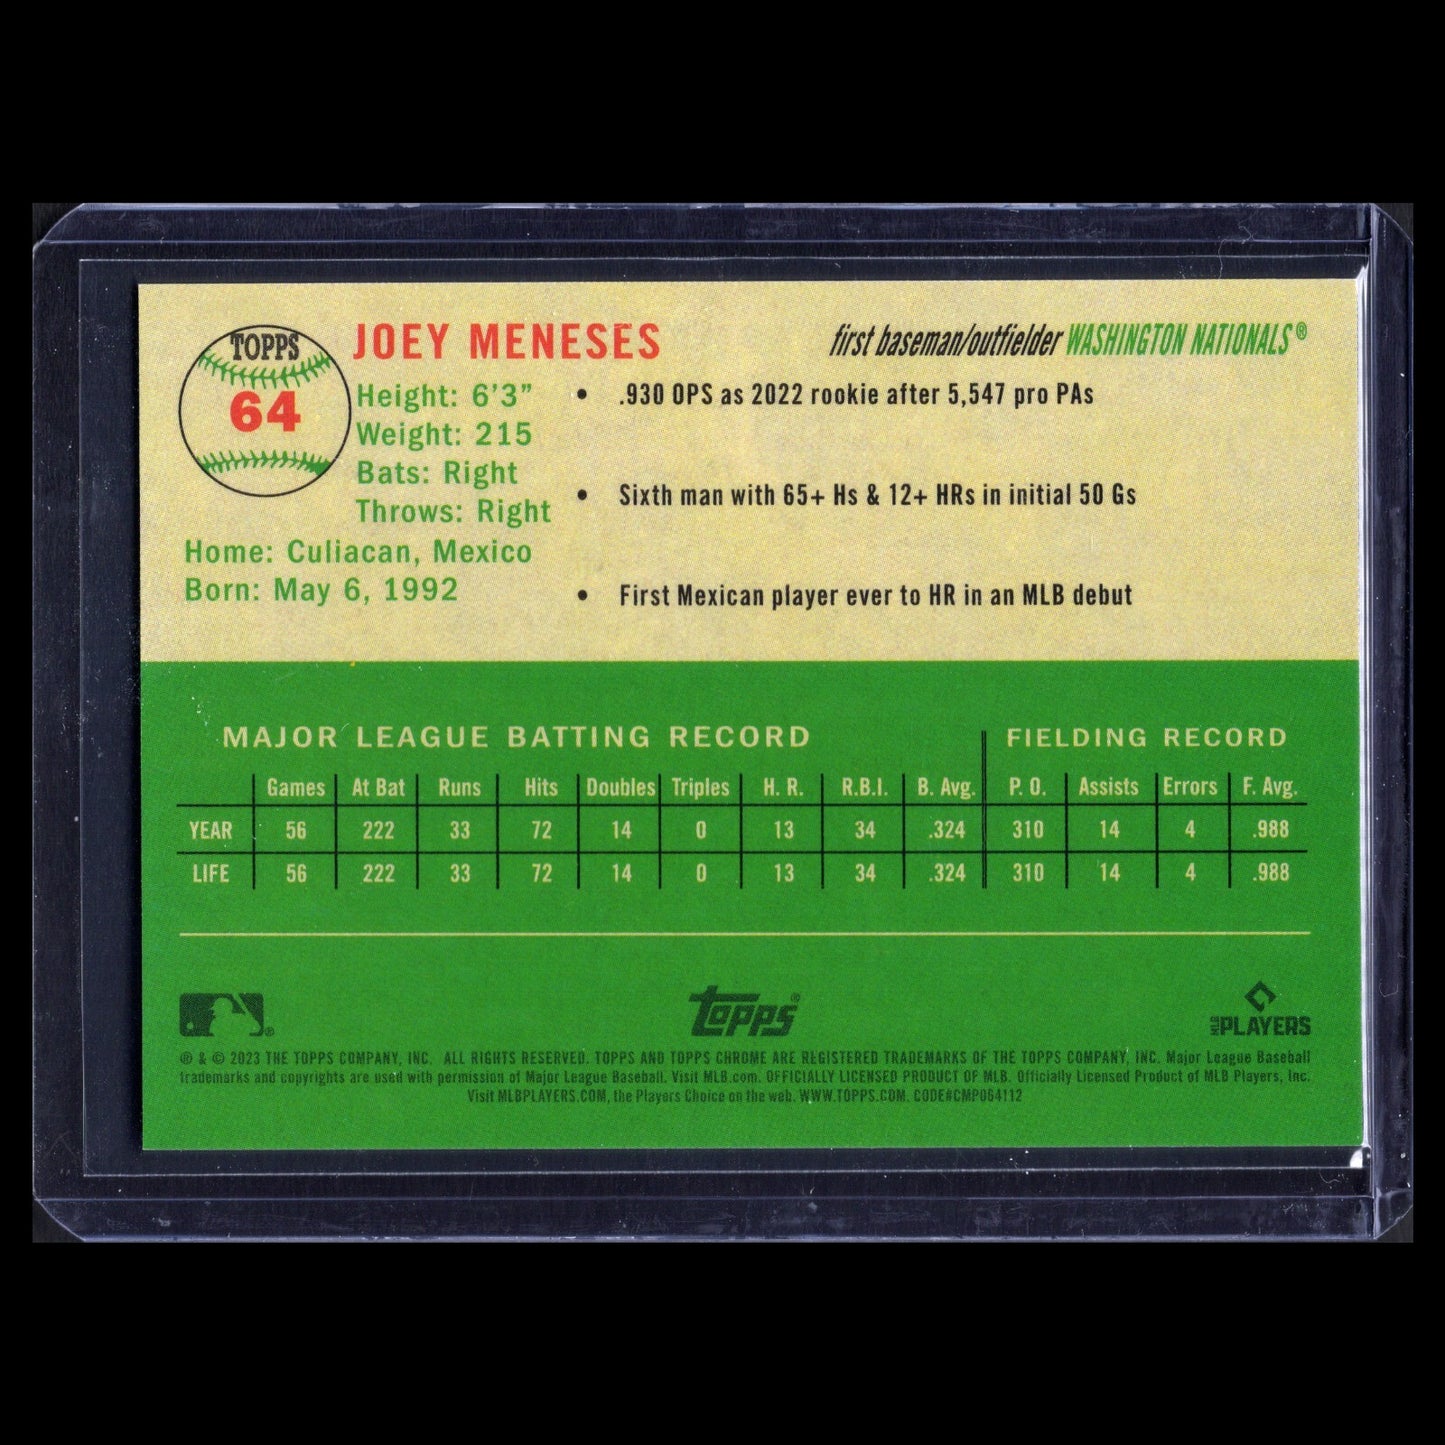 TOPPS
64
JOEY MENESES
first baseman/outfielder WASHINGTON NATIONALS®
Height: 6'3"
Weight: 215
Bats: Right
Throws: Right
Home: Culiacan, Mexico
Born: May 6, 1992
• .930 OPS as 2022 rookie after 5,547 pro PAs
• Sixth man with 65+ Hs & 12+ HRs in initial 50 Gs
• First Mexican player ever to HR in an MLB debut
MAJOR LEAGUE BATTING RECORD FIELDING RECORD
Games At Bat Runs Hits Doubles Triples H. R. R.B.I. B. Avg. P. O. Assists Errors F. Avg.
YEAR 56 222 33 72 14 0 13 34 .324 310 14 4 .988
LIFE 56 222 33 72 14 0 13 34 .324 310 14 4 .988
®
Topps®
MLB PLAYERS
® & © 2023 THE TOPPS COMPANY, INC. ALL RIGHTS RESERVED. TOPPS AND TOPPS CHROME ARE REGISTERED TRADEMARKS OF THE TOPPS COMPANY, INC. Major League Baseball
trademarks and copyrights are used with permission of Major League Baseball. Visit MLB.com. OFFICIALLY LICENSED PRODUCT OF MLB. Officially Licensed Product of MLB Players, Inc.
Visit MLBPLAYERS.COM, the Players Choice on the web. WWW.TOPPS.COM. CODE#CMP064112